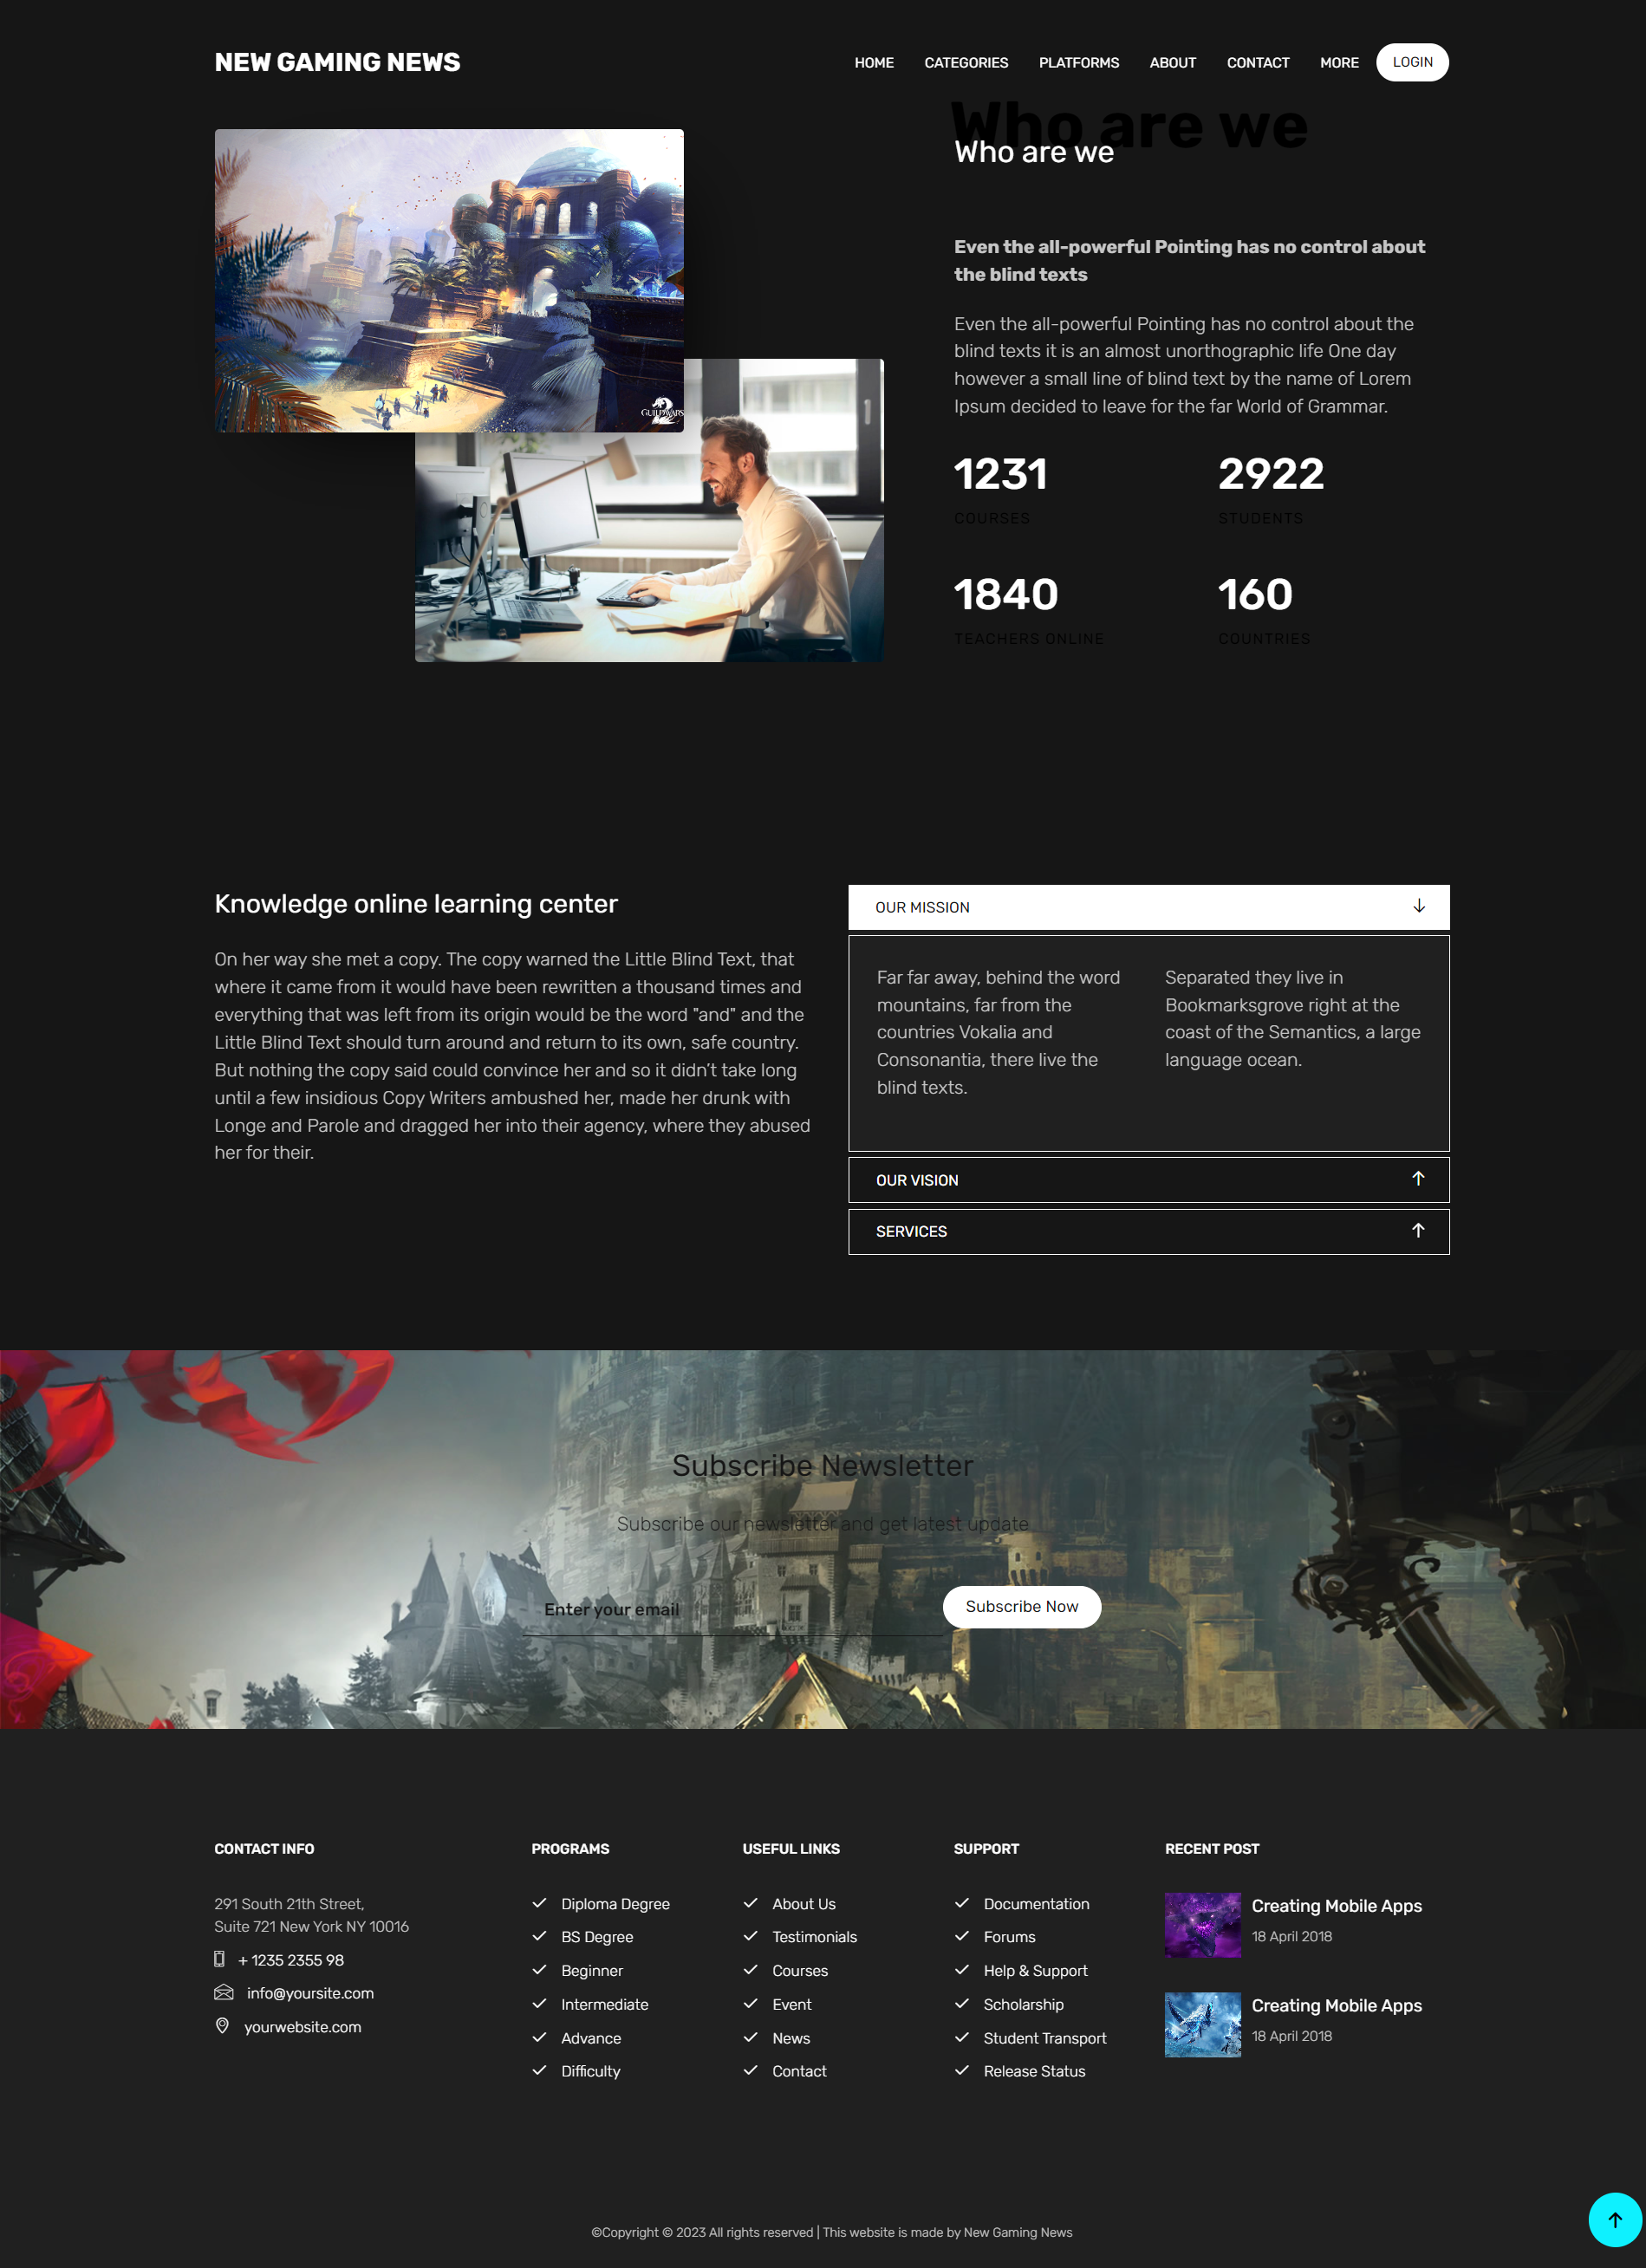 NEW GAMING NEWS
HOME CATEGORIES PLATFORMS ABOUT CONTACT MORE LOGIN
Who are we
Who are we
Even the all-powerful Pointing has no control about
the blind texts
Even the all-powerful Pointing has no control about the
blind texts it is an almost unorthographic life One day
however a small line of blind text by the name of Lorem
Ipsum decided to leave for the far World of Grammar.
GUILDWARS 2
1231 2922
COURSES STUDENTS
1840 160
TEACHERS ONLINE COUNTRIES
Knowledge online learning center
On her way she met a copy. The copy warned the Little Blind Text, that
where it came from it would have been rewritten a thousand times and
everything that was left from its origin would be the word "and" and the
Little Blind Text should turn around and return to its own, safe country.
But nothing the copy said could convince her and so it didn’t take long
until a few insidious Copy Writers ambushed her, made her drunk with
Longe and Parole and dragged her into their agency, where they abused
her for their.
OUR MISSION
Far far away, behind the word
mountains, far from the
countries Vokalia and
Consonantia, there live the
blind texts.
Separated they live in
Bookmarksgrove right at the
coast of the Semantics, a large
language ocean.
OUR VISION
SERVICES
Subscribe Newsletter
Subscribe our newsletter and get latest update
Enter your email
Subscribe Now
CONTACT INFO
291 South 21th Street,
Suite 721 New York NY 10016
+ 1235 2355 98
info@yoursite.com
yourwebsite.com
PROGRAMS
Diploma Degree
BS Degree
Beginner
Intermediate
Advance
Difficulty
USEFUL LINKS
About Us
Testimonials
Courses
Event
News
Contact
SUPPORT
Documentation
Forums
Help & Support
Scholarship
Student Transport
Release Status
RECENT POST
Creating Mobile Apps
18 April 2018
Creating Mobile Apps
18 April 2018
©Copyright © 2023 All rights reserved | This website is made by New Gaming News